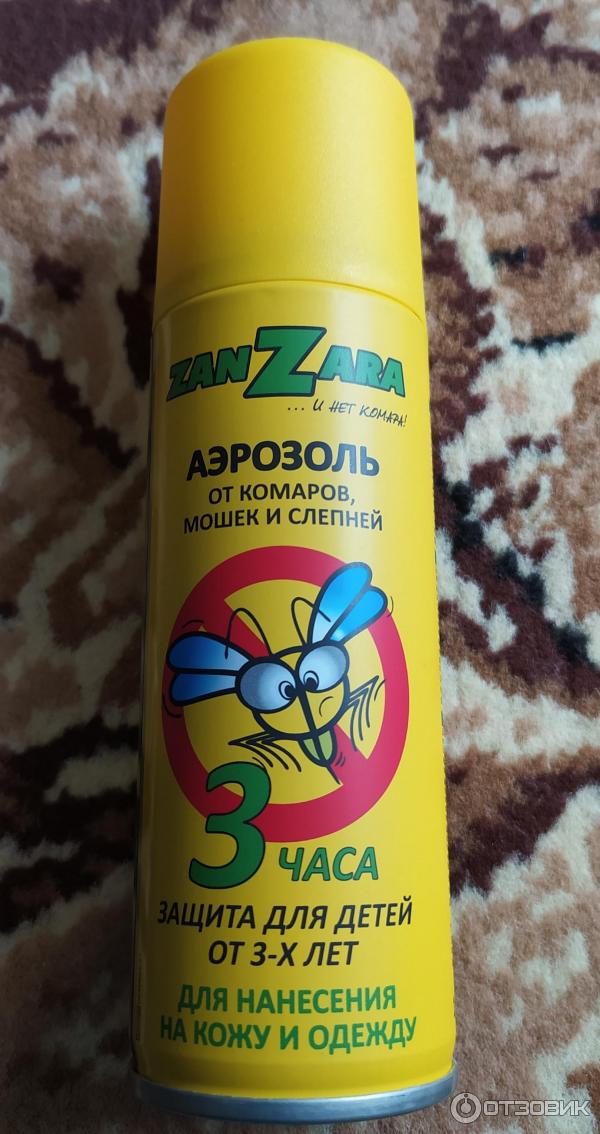 ZANZARA
... И НЕТ КОМАРА!
АЭРОЗОЛЬ
ОТ КОМАРОВ,
МОШЕК И СЛЕПНЕЙ
3 ЧАСА
ЗАЩИТА ДЛЯ ДЕТЕЙ
ОТ 3-Х ЛЕТ
ДЛЯ НАНЕСЕНИЯ
НА КОЖУ И ОДЕЖДУ
ОТЗОВИК